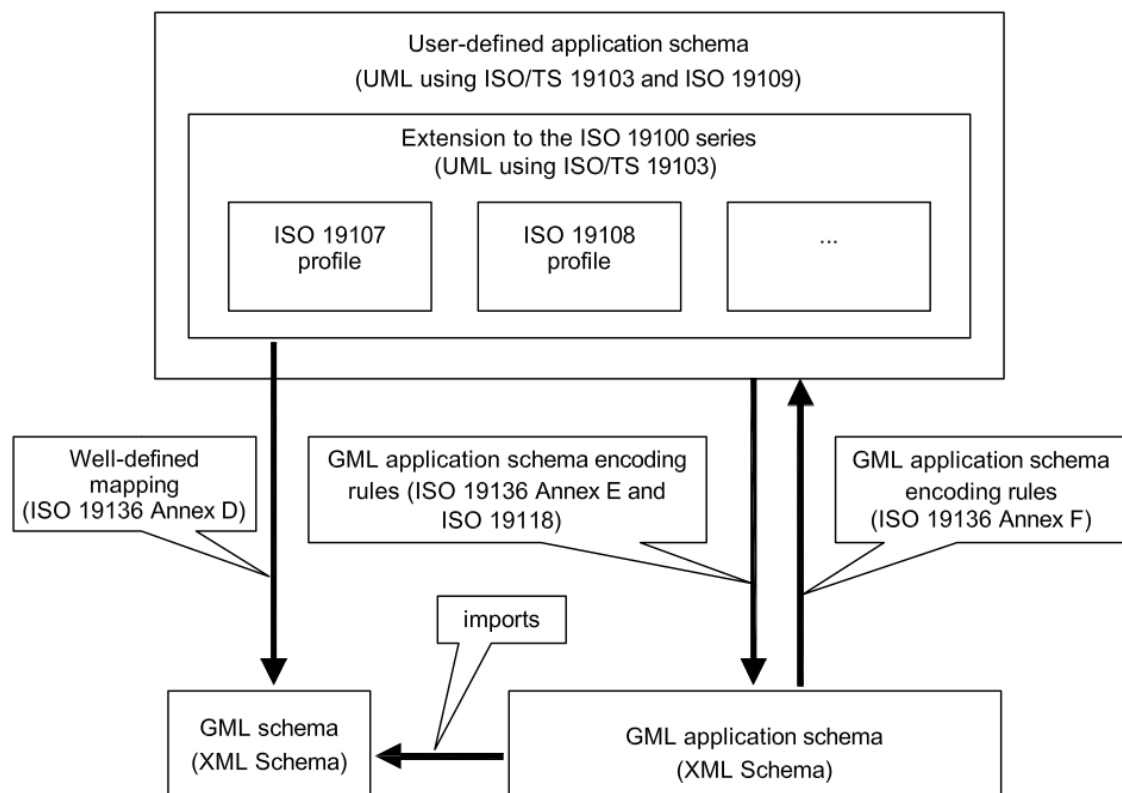 User-defined application schema
(UML using ISO/TS 19103 and ISO 19109)
Extension to the ISO 19100 series
(UML using ISO/TS 19103)
ISO 19107
profile
ISO 19108
profile
...
Well-defined
mapping
(ISO 19136 Annex D)
GML application schema encoding
rules (ISO 19136 Annex E and
ISO 19118)
GML application schema
encoding rules
(ISO 19136 Annex F)
imports
GML schema
(XML Schema)
GML application schema
(XML Schema)